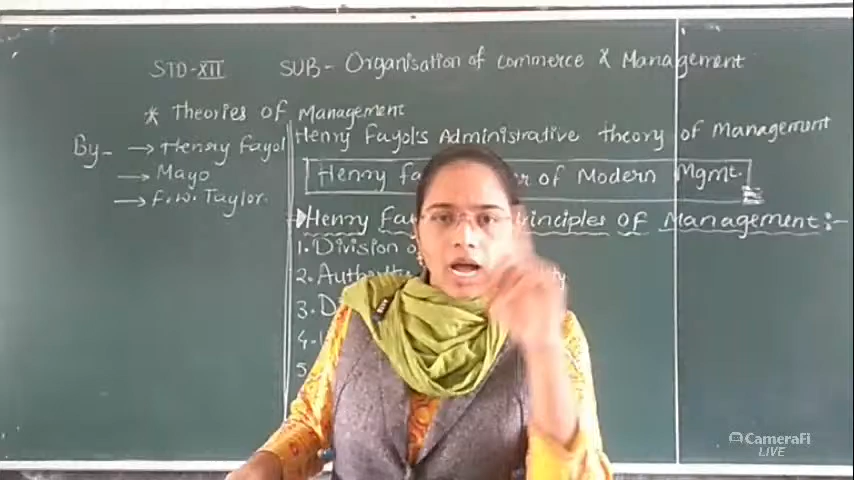 STD-XII SUB- Organisation of commerce & Management
* Theories of Management
By- → Henry Fayol
→ Mayo
→ F.W. Taylor.
Henry Fayol's Administrative theory of Management
Henry Fa r of Modern Mgmt.
Henry Fay rinciples of Management:-
1. Division o
2. Authorit ity
3. D
4.
5
CameraFi
LIVE